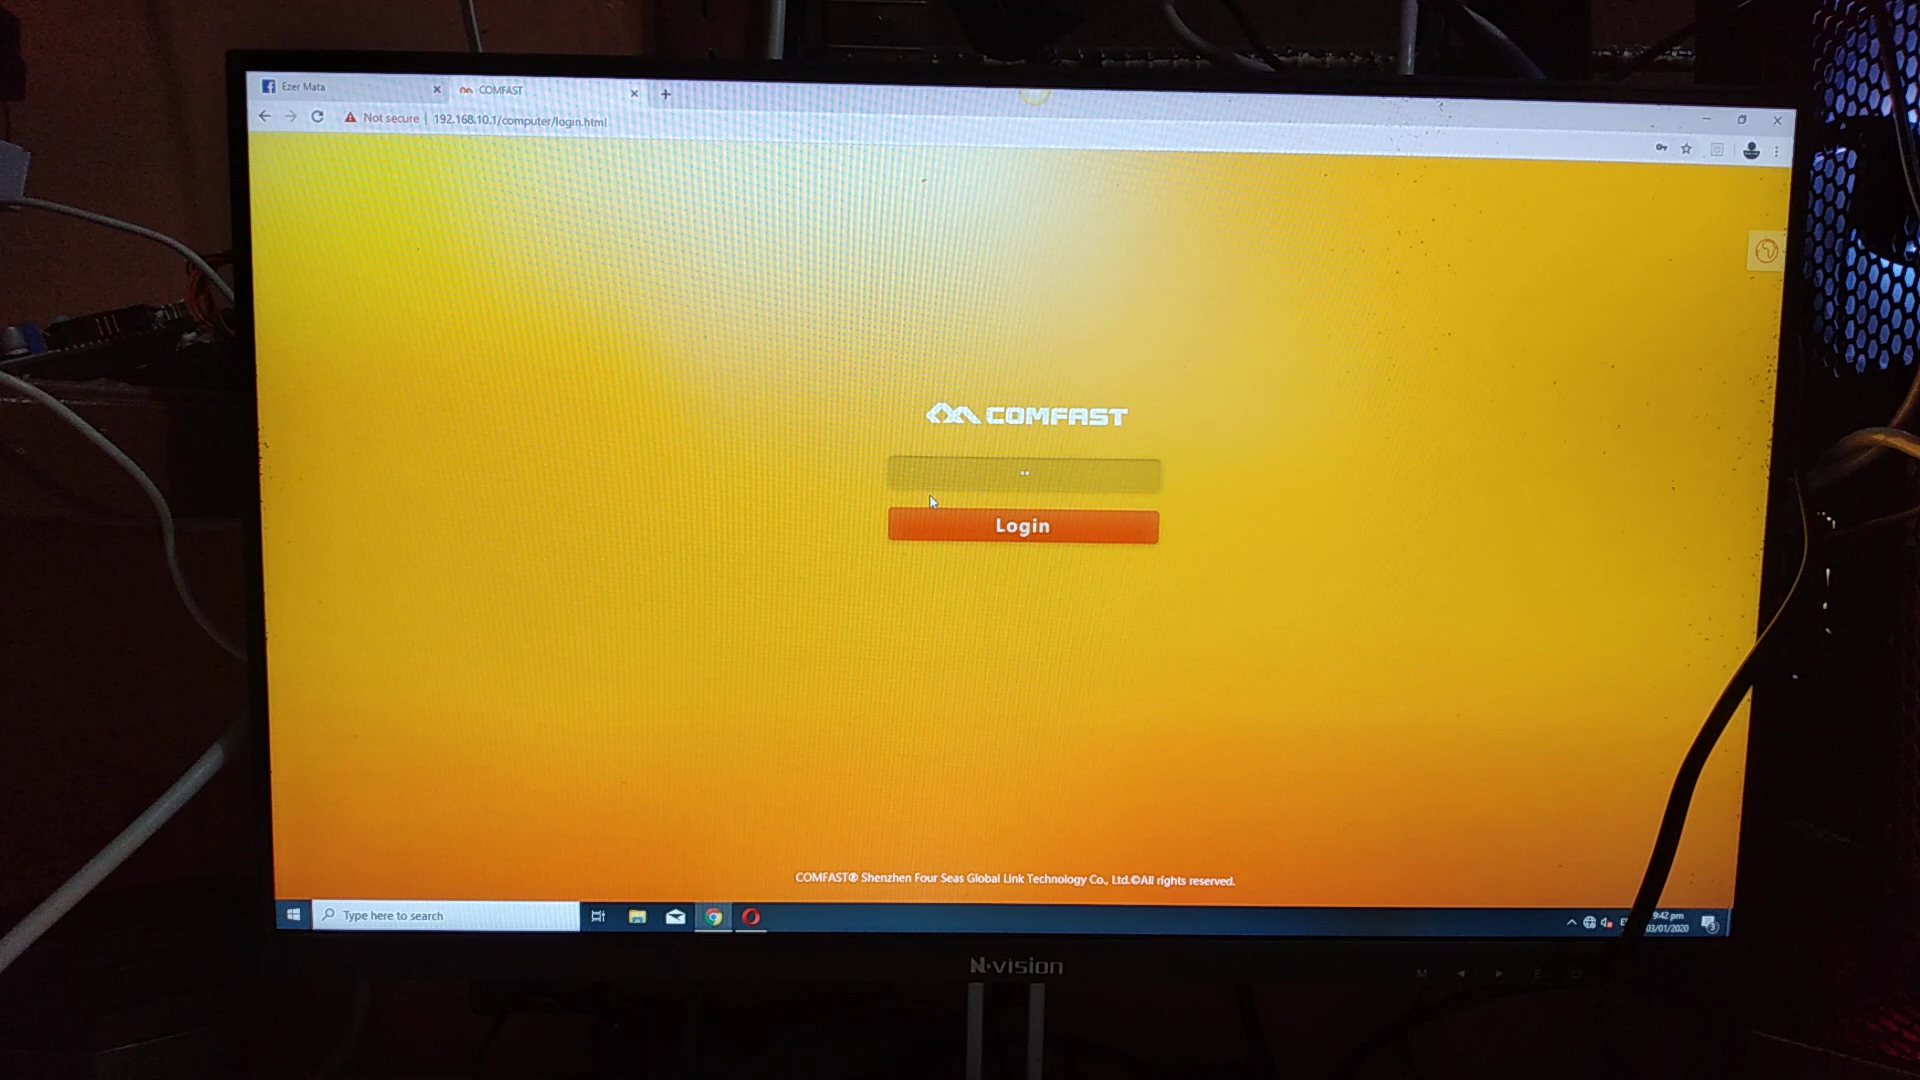 Ezer Mata
COMFAST
Not secure
192.168.10.1/computer/login.html
COMFAST
Login
COMFAST® Shenzhen Four Seas Global Link Technology Co., Ltd.©All rights reserved.
Type here to search
9:42 pm
03/01/2020
3
N·vision
M